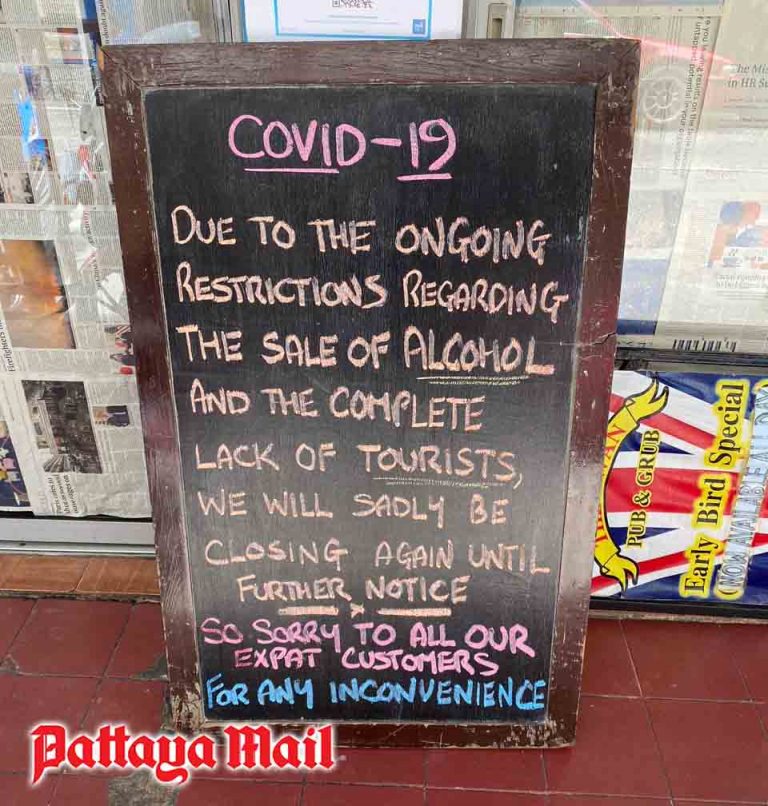 COVID-19
DUE TO THE ONGOING
RESTRICTIONS REGARDING
THE SALE OF ALCOHOL
AND THE COMPLETE
LACK OF TOURISTS,
WE WILL SADLY BE
CLOSING AGAIN UNTIL
FURTHER NOTICE
SO SORRY TO ALL OUR
EXPAT CUSTOMERS
FOR ANY INCONVENIENCE
PUB & GRUB
Early Bird Special
Pattaya Mail